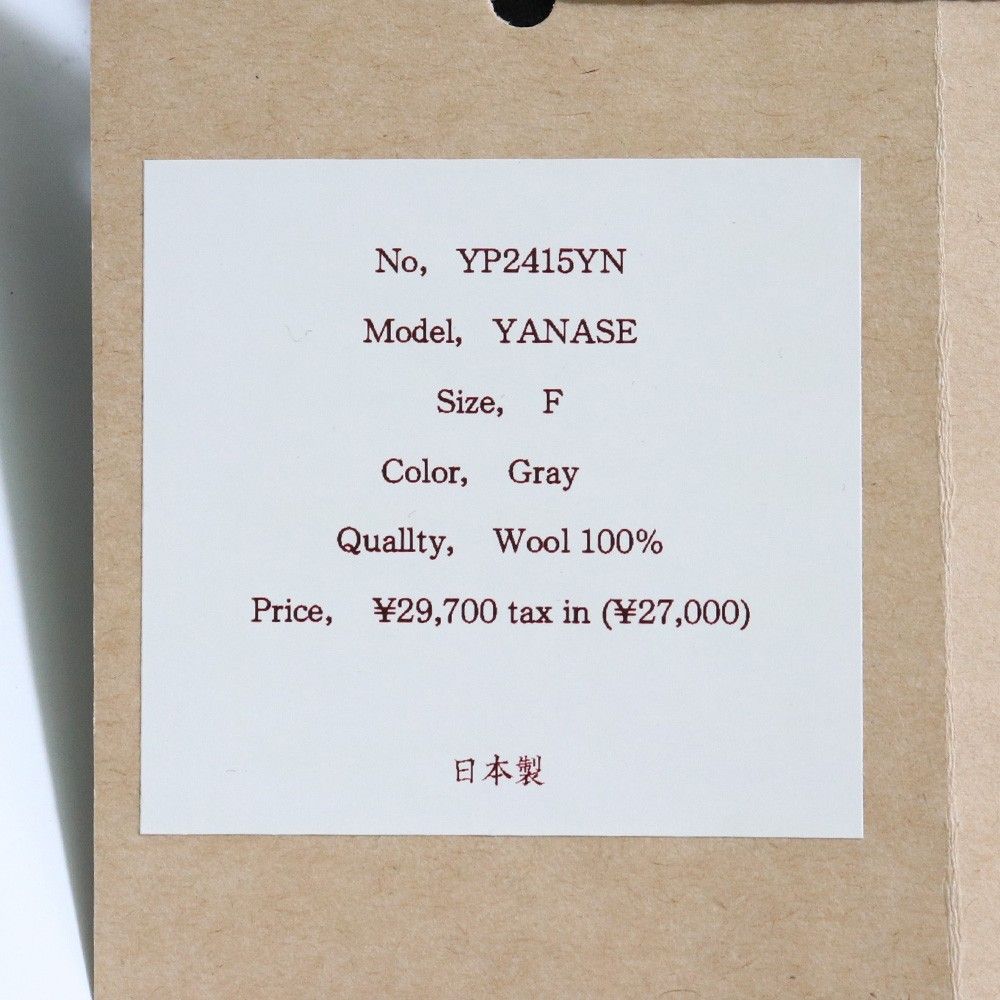 No, YP2415YN
Model, YANASE
Size, F
Color, Gray
Quallty, Wool 100%
Price, ¥29,700 tax in (¥27,000)
日本製